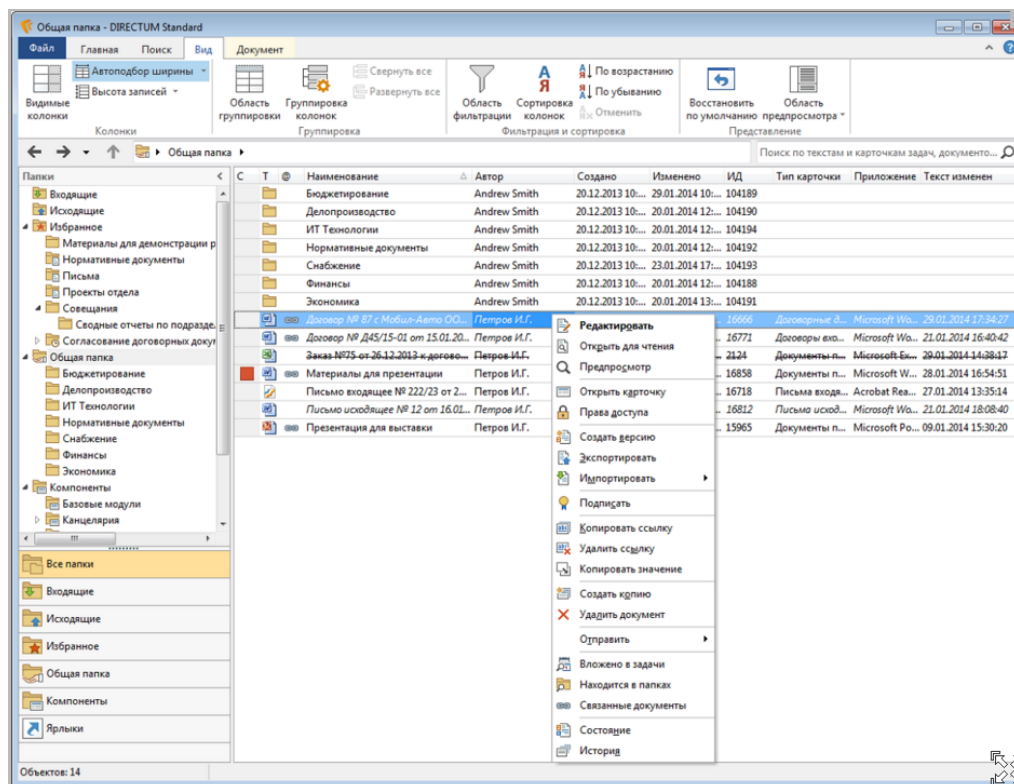 Общая папка - DIRECTUM Standard
Файл Главная Поиск Вид Документ
Видимые колонки
Автоподбор ширины
Высота записей
Колонки
Область группировки
Группировка колонок
Свернуть все
Развернуть все
Группировка
Область фильтрации
Сортировка колонок
По возрастанию
По убыванию
Отменить
Фильтрация и сортировка
Восстановить по умолчанию
Область предпросмотра
Представление
Общая папка
Поиск по текстам и карточкам задач, документо...
Папки
Входящие
Исходящие
Избранное
Материалы для демонстрации р
Нормативные документы
Письма
Проекты отдела
Совещания
Сводные отчеты по подразде.
Согласование договорных докум
Общая папка
Бюджетирование
Делопроизводство
ИТ Технологии
Нормативные документы
Снабжение
Финансы
Экономика
Компоненты
Базовые модули
Канцелярия
Все папки
Входящие
Исходящие
Избранное
Общая папка
Компоненты
Ярлыки
С Т @ Наименование Автор Создано Изменено ИД Тип карточки Приложение Текст изменен
Бюджетирование Andrew Smith 20.12.2013 10:... 29.01.2014 10:... 104189
Делопроизводство Andrew Smith 20.12.2013 10:... 20.01.2014 12:... 104190
ИТ Технологии Andrew Smith 20.12.2013 10:... 20.01.2014 12:... 104194
Нормативные документы Andrew Smith 20.12.2013 10:... 20.01.2014 12:... 104192
Снабжение Andrew Smith 20.12.2013 10:... 23.01.2014 17:... 104193
Финансы Andrew Smith 20.12.2013 10:... 20.01.2014 12:... 104188
Экономика Andrew Smith 20.12.2013 10:... 20.01.2014 13:... 104191
Договор № 87 с Мобил-Авто ОО... Петров И.Г. 16666 Договорные д... Microsoft Wo... 29.01.2014 17:34:27
Договор № Д45/15-01 от 15.01.20... Петров И.Г. 16771 Договоры вхо... Microsoft Wo... 21.01.2014 16:40:42
Заказ №75 от 26.12.2013 к догово... Петров И.Г. 2124 Документы п... Microsoft Ex... 29.01.2014 14:38:17
Материалы для презентации Петров И.Г. 16858 Документы п... Microsoft W... 28.01.2014 16:54:51
Письмо входящее № 222/23 от 2... Петров И.Г. 16718 Письма входя... Acrobat Rea... 27.01.2014 13:35:14
Письмо исходящее № 12 от 16.01... Петров И.Г. 16812 Письма исход... Microsoft Wo... 21.01.2014 18:08:40
Презентация для выставки Петров И.Г. 15965 Документы п... Microsoft Po... 09.01.2014 15:30:20
Редактировать
Открыть для чтения
Предпросмотр
Открыть карточку
Права доступа
Создать версию
Экспортировать
Импортировать
Подписать
Копировать ссылку
Удалить ссылку
Копировать значение
Создать копию
Удалить документ
Отправить
Вложено в задачи
Находится в папках
Связанные документы
Состояние
История
Объектов: 14